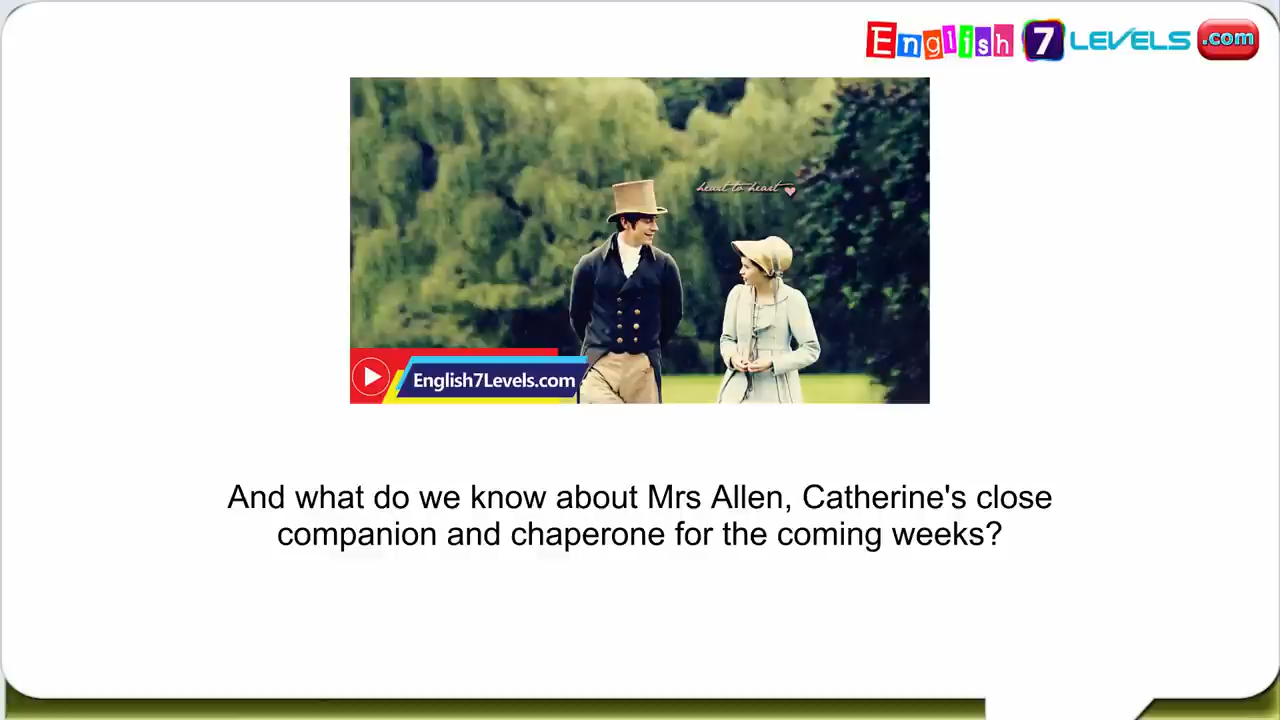 English 7 LEVELS .com
heart to heart
English7Levels.com
And what do we know about Mrs Allen, Catherine's close
companion and chaperone for the coming weeks?